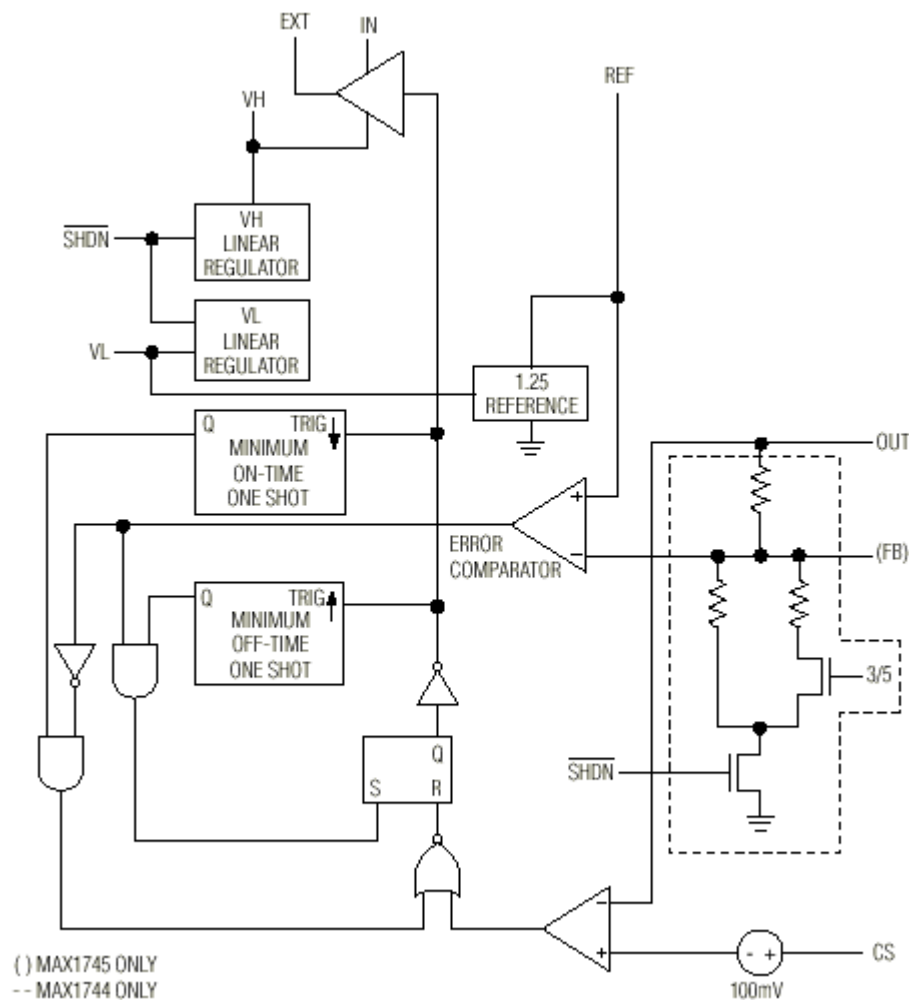 EXT
IN
REF
VH
SHDN
VH
LINEAR
REGULATOR
VL
VL
LINEAR
REGULATOR
1.25
REFERENCE
Q
TRIG
MINIMUM
ON-TIME
ONE SHOT
OUT
+
-
ERROR
COMPARATOR
(FB)
Q
TRIG
MINIMUM
OFF-TIME
ONE SHOT
3/5
Q
S
R
SHDN
-
+
- +
CS
100mV
( ) MAX1745 ONLY
- - MAX1744 ONLY